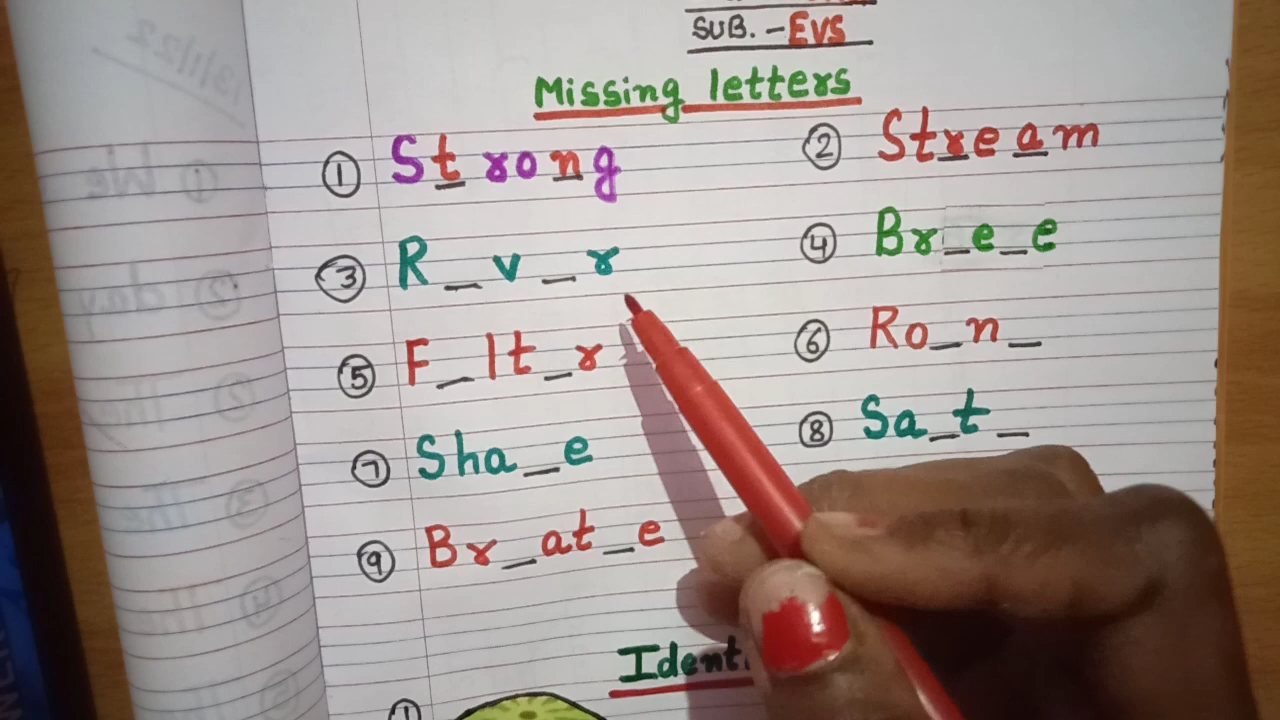 SUB. - EVS
Missing letters
① Strong
② Stream
③ R_v_r
④ Br_e_e
⑤ F_lt_r
⑥ Ro_n_
⑦ Sha_e
⑧ Sa_t_
⑨ Br_at_e
Ident
①